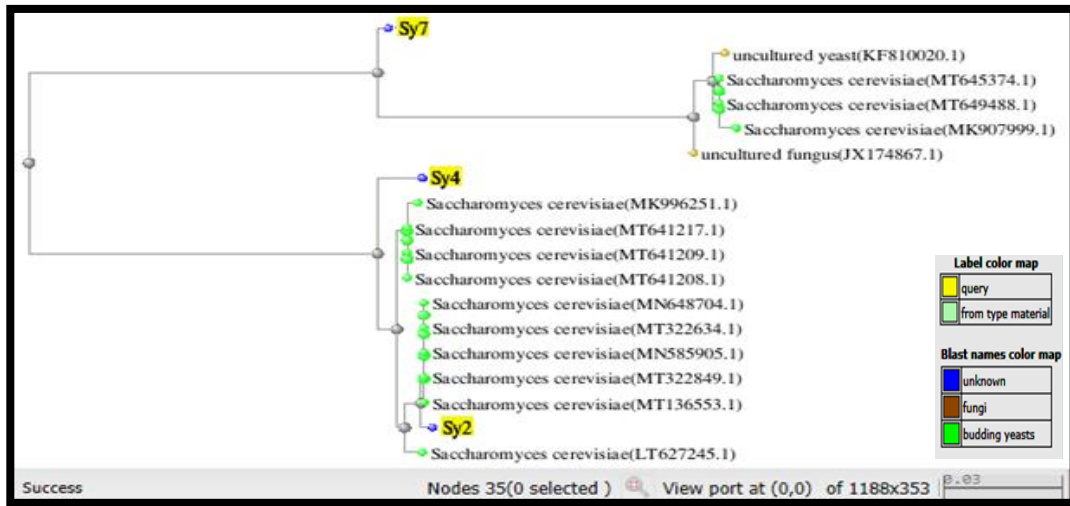 Sy7
uncultured yeast(KF810020.1)
Saccharomyces cerevisiae(MT645374.1)
Saccharomyces cerevisiae(MT649488.1)
Saccharomyces cerevisiae(MK907999.1)
uncultured fungus(JX174867.1)
Sy4
Saccharomyces cerevisiae(MK996251.1)
Saccharomyces cerevisiae(MT641217.1)
Saccharomyces cerevisiae(MT641209.1)
Saccharomyces cerevisiae(MT641208.1)
Saccharomyces cerevisiae(MN648704.1)
Saccharomyces cerevisiae(MT322634.1)
Saccharomyces cerevisiae(MN585905.1)
Saccharomyces cerevisiae(MT322849.1)
Saccharomyces cerevisiae(MT136553.1)
Sy2
Saccharomyces cerevisiae(LT627245.1)
Label color map
query
from type material
Blast names color map
unknown
fungi
budding yeasts
Success
Nodes 35(0 selected )
View port at (0,0) of 1188x353
0.03